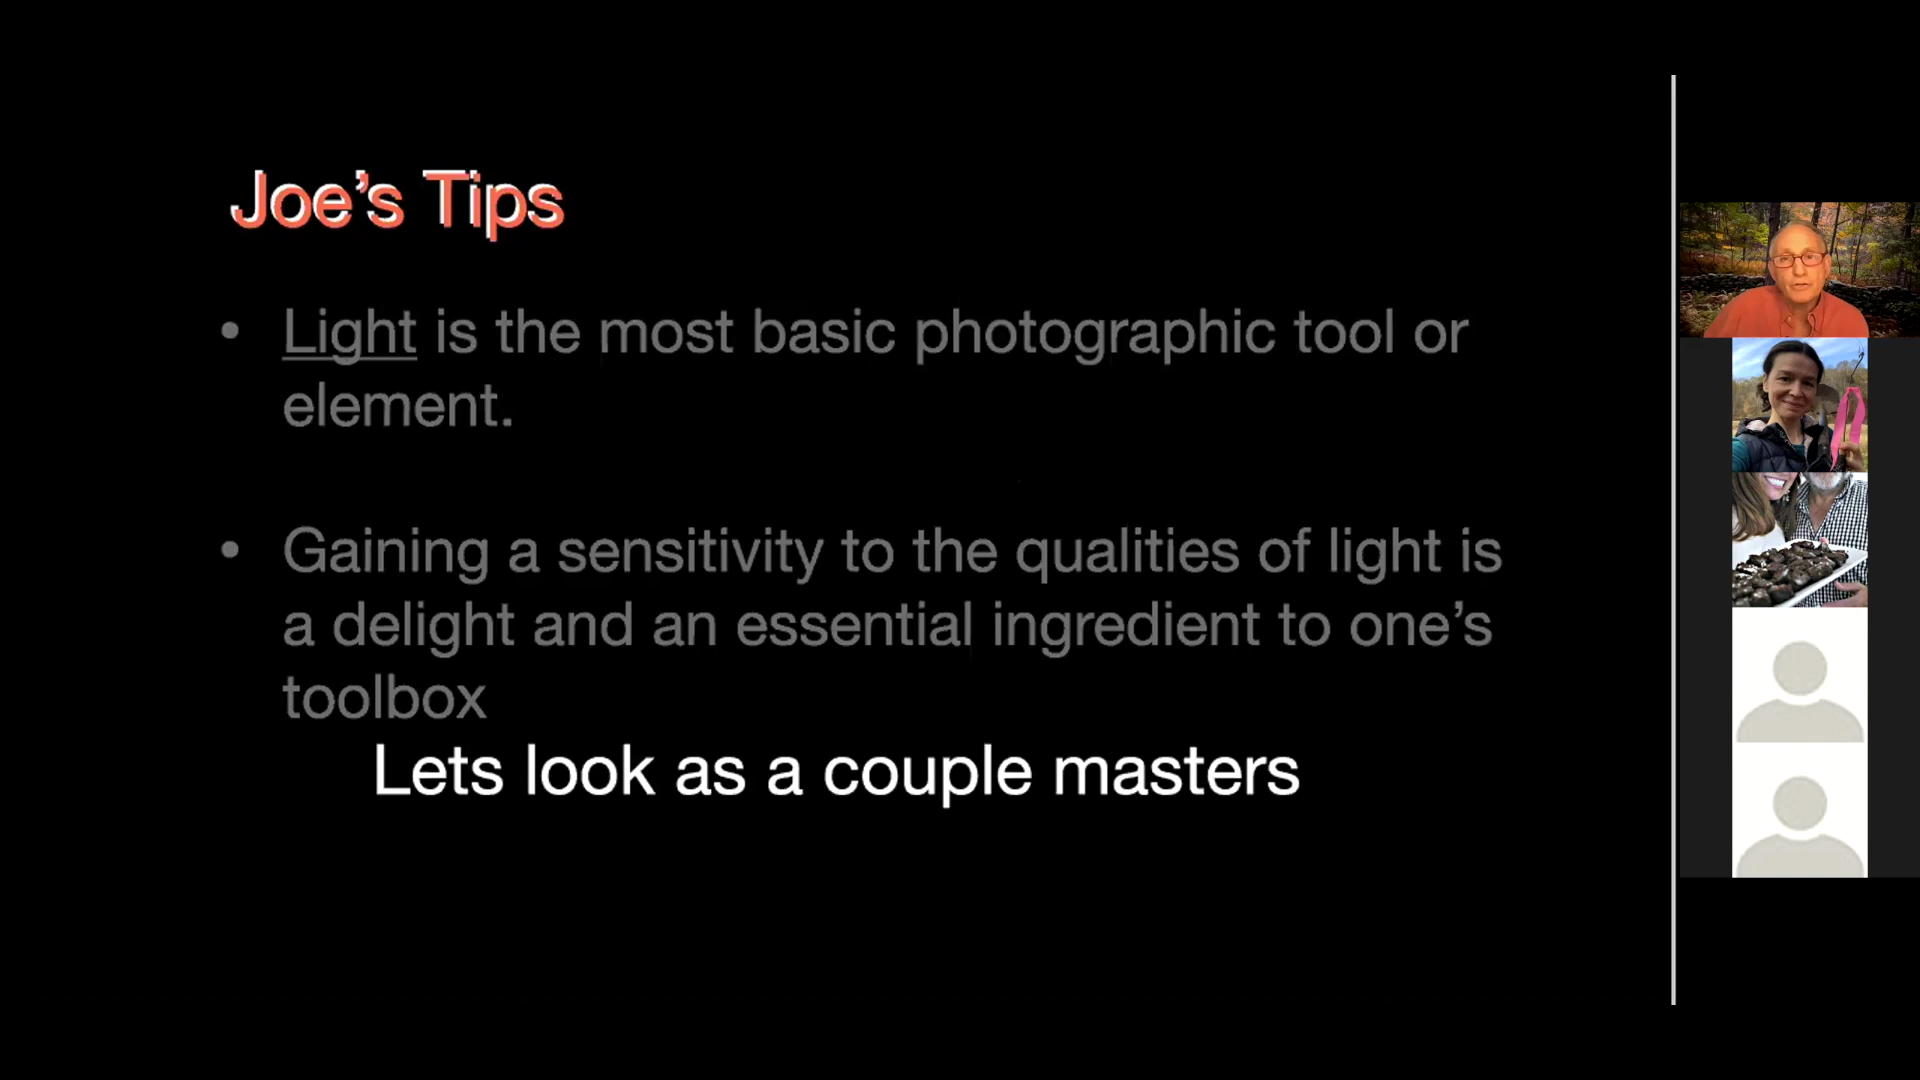 Joe’s Tips
• Light is the most basic photographic tool or
element.
• Gaining a sensitivity to the qualities of light is
a delight and an essential ingredient to one’s
toolbox
Lets look as a couple masters